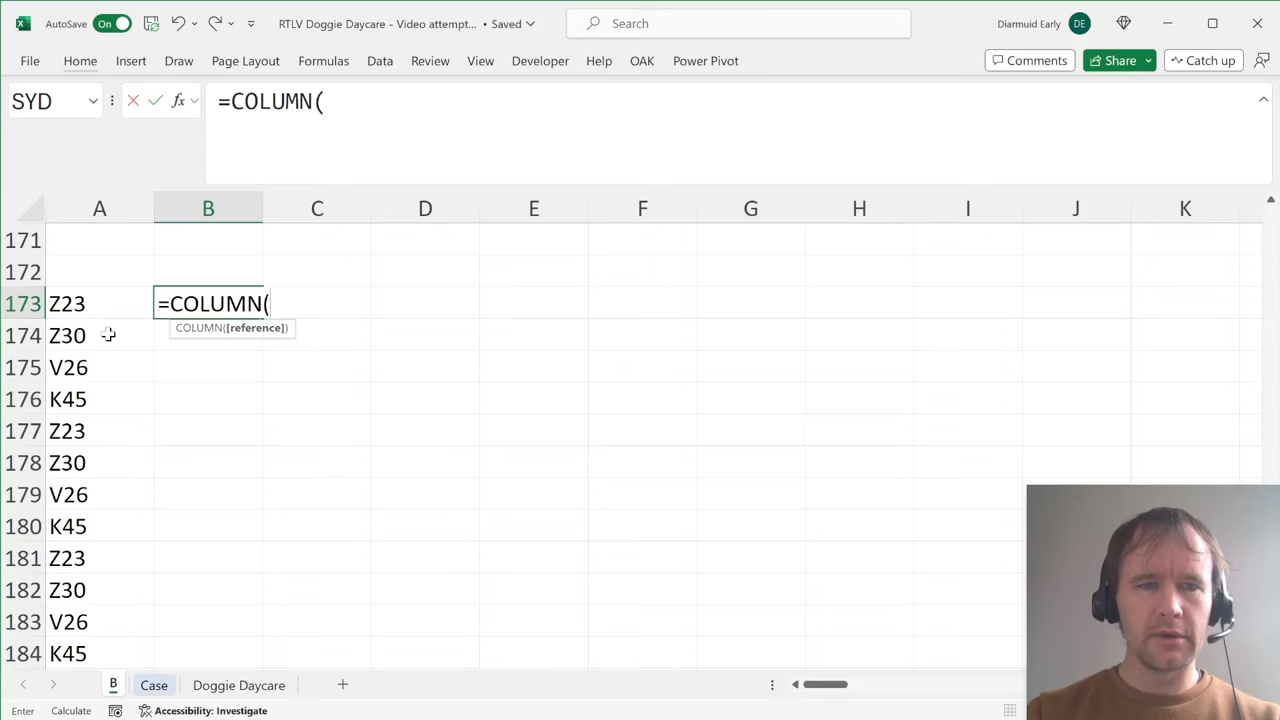 AutoSave On RTLV Doggie Daycare - Video attempt... • Saved Search Diarmuid Early DE
File Home Insert Draw Page Layout Formulas Data Review View Developer Help OAK Power Pivot Comments Share Catch up
SYD fx =COLUMN(
A B C D E F G H I J K
171
172
173 Z23 =COLUMN(
COLUMN([reference])
174 Z30
175 V26
176 K45
177 Z23
178 Z30
179 V26
180 K45
181 Z23
182 Z30
183 V26
184 K45
B Case Doggie Daycare
Enter Calculate Accessibility: Investigate